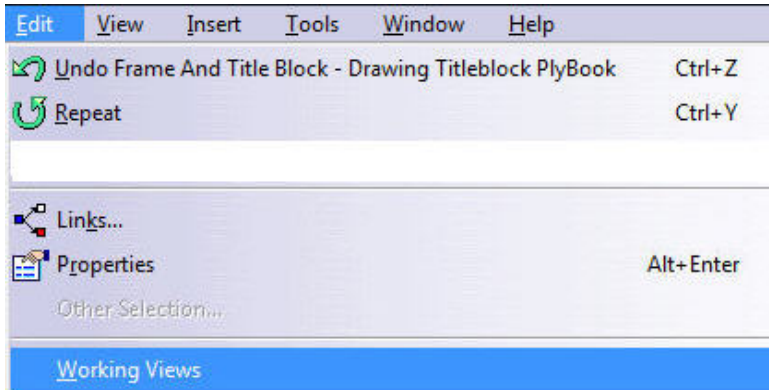 Edit View Insert Tools Window Help
Undo Frame And Title Block - Drawing Titleblock PlyBook Ctrl+Z
Repeat Ctrl+Y
Links...
Properties Alt+Enter
Other Selection...
Working Views